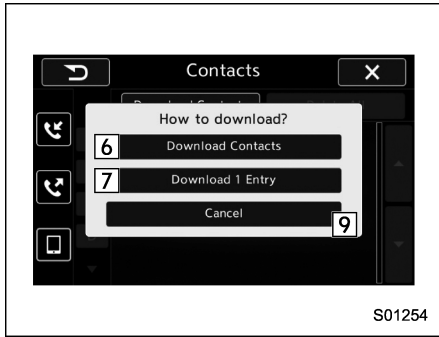 Contacts
How to download?
6 Download Contacts
7 Download 1 Entry
Cancel
9
S01254